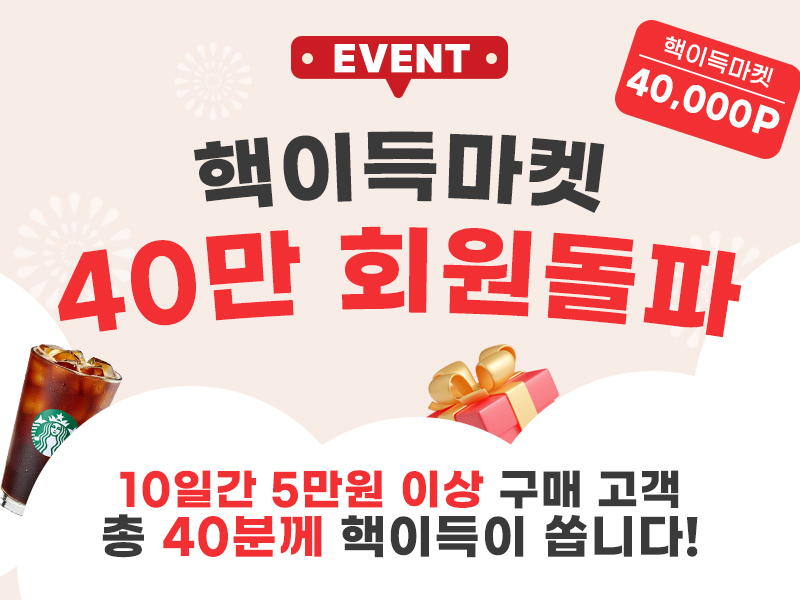 EVENT
핵이득마켓
40,000P
핵이득마켓
40만 회원돌파
10일간 5만원 이상 구매 고객
총 40분께 핵이득이 쏩니다!